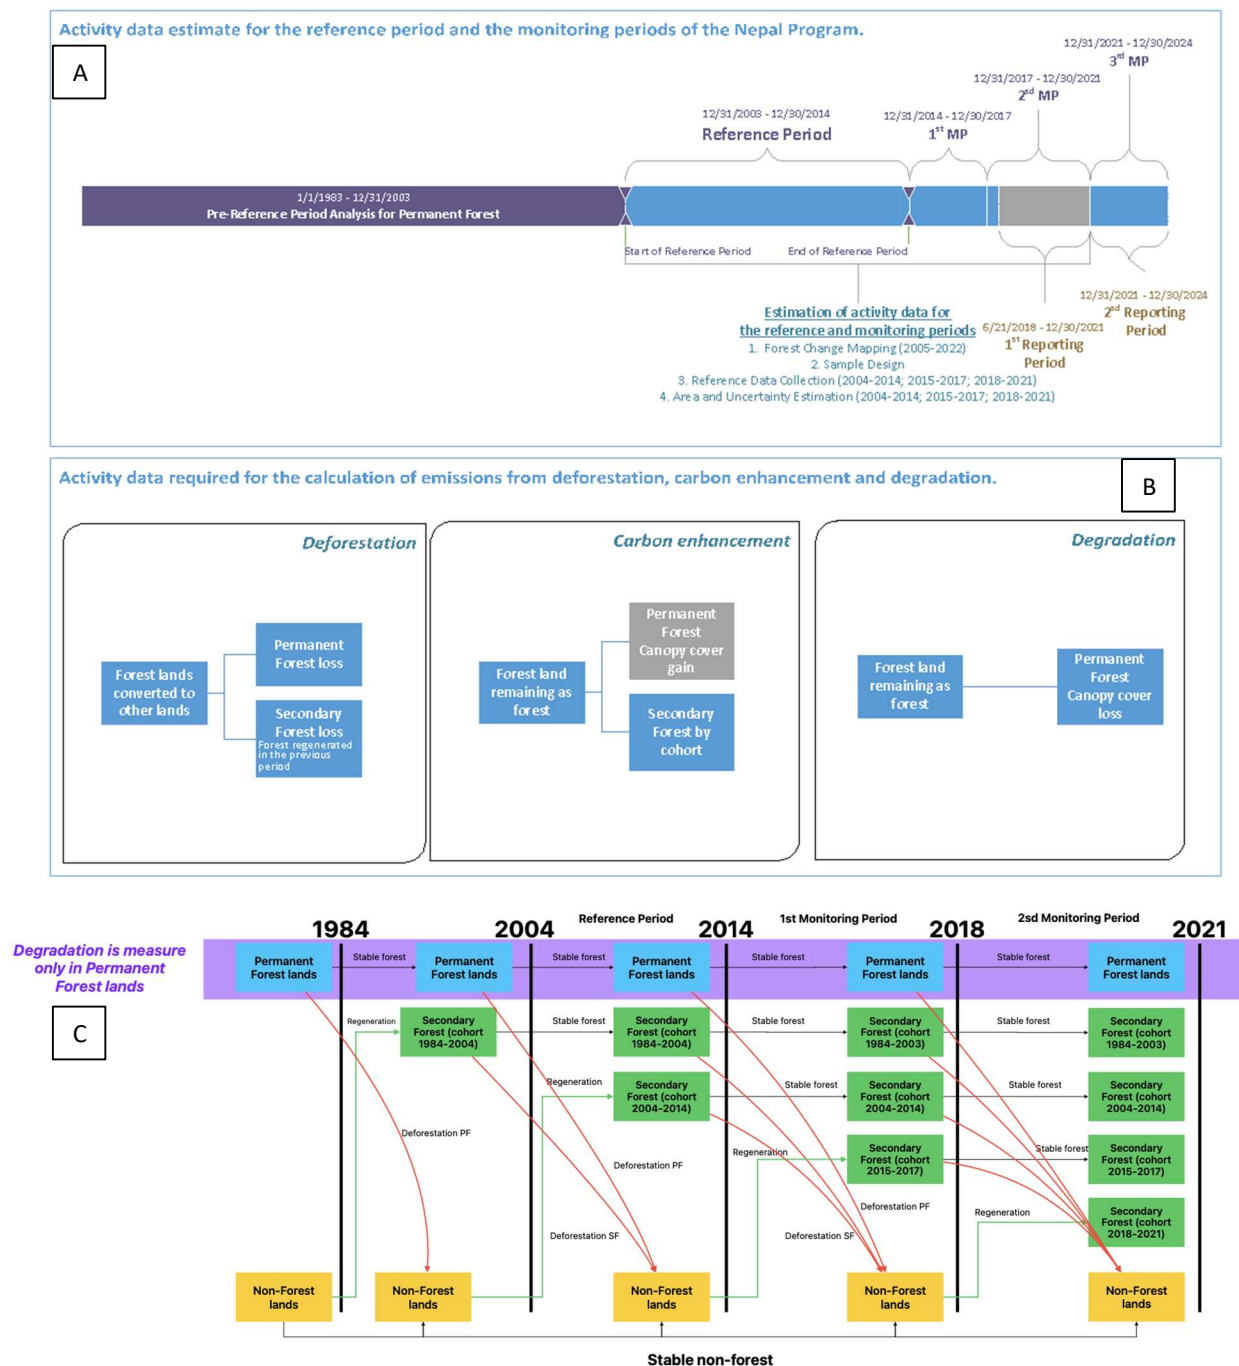 Activity data estimate for the reference period and the monitoring periods of the Nepal Program.
A
12/31/2021 - 12/30/2024
3rd MP
12/31/2017 - 12/30/2021
2sd MP
12/31/2003 - 12/30/2014
Reference Period
12/31/2014 - 12/30/2017
1st MP
1/1/1983 - 12/31/2003
Pre-Reference Period Analysis for Permanent Forest
Start of Reference Period
End of Reference Period
Estimation of activity data for
the reference and monitoring periods
1. Forest Change Mapping (2005-2022)
2. Sample Design
3. Reference Data Collection (2004-2014; 2015-2017; 2018-2021)
4. Area and Uncertainty Estimation (2004-2014; 2015-2017; 2018-2021)
6/21/2018 - 12/30/2021
1st Reporting
Period
12/31/2021 - 12/30/2024
2sd Reporting
Period
Activity data required for the calculation of emissions from deforestation, carbon enhancement and degradation.
B
Deforestation
Forest lands
converted to
other lands
Permanent
Forest loss
Secondary
Forest loss
Forest regenerated
in the previous
period
Carbon enhancement
Forest land
remaining as
forest
Permanent
Forest
Canopy cover
gain
Secondary
Forest by
cohort
Degradation
Forest land
remaining as
forest
Permanent
Forest
Canopy cover
loss
1984
2004
Reference Period
2014
1st Monitoring Period
2018
2sd Monitoring Period
2021
Degradation is measure
only in Permanent
Forest lands
C
Permanent
Forest lands
Stable forest
Permanent
Forest lands
Stable forest
Permanent
Forest lands
Stable forest
Permanent
Forest lands
Stable forest
Permanent
Forest lands
Regeneration
Secondary
Forest (cohort
1984-2004)
Stable forest
Secondary
Forest (cohort
1984-2004)
Stable forest
Secondary
Forest (cohort
1984-2003)
Stable forest
Secondary
Forest (cohort
1984-2003)
Regeneration
Secondary
Forest (cohort
2004-2014)
Stable forest
Secondary
Forest (cohort
2004-2014)
Stable forest
Secondary
Forest (cohort
2004-2014)
Deforestation PF
Deforestation PF
Regeneration
Secondary
Forest (cohort
2015-2017)
Stable forest
Secondary
Forest (cohort
2015-2017)
Deforestation SF
Deforestation SF
Deforestation PF
Regeneration
Secondary
Forest (cohort
2018-2021)
Non-Forest
lands
Non-Forest
lands
Non-Forest
lands
Non-Forest
lands
Non-Forest
lands
Stable non-forest